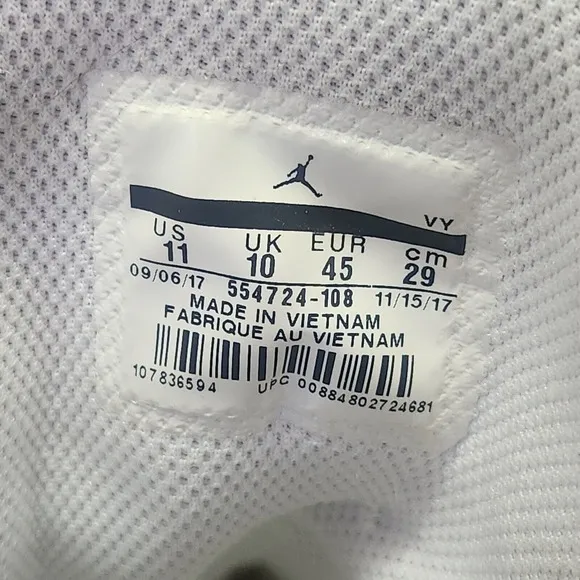 VY
US UK EUR cm
11 10 45 29
09/06/17 554724-108 11/15/17
MADE IN VIETNAM
FABRIQUE AU VIETNAM
107836594 UPC 00884802724681